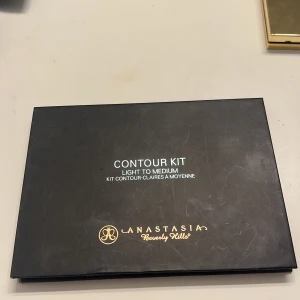 CONTOUR KIT
LIGHT TO MEDIUM
KIT CONTOUR-CLAIRES A MOYENNE
ANASTASIA
Beverly Hills®